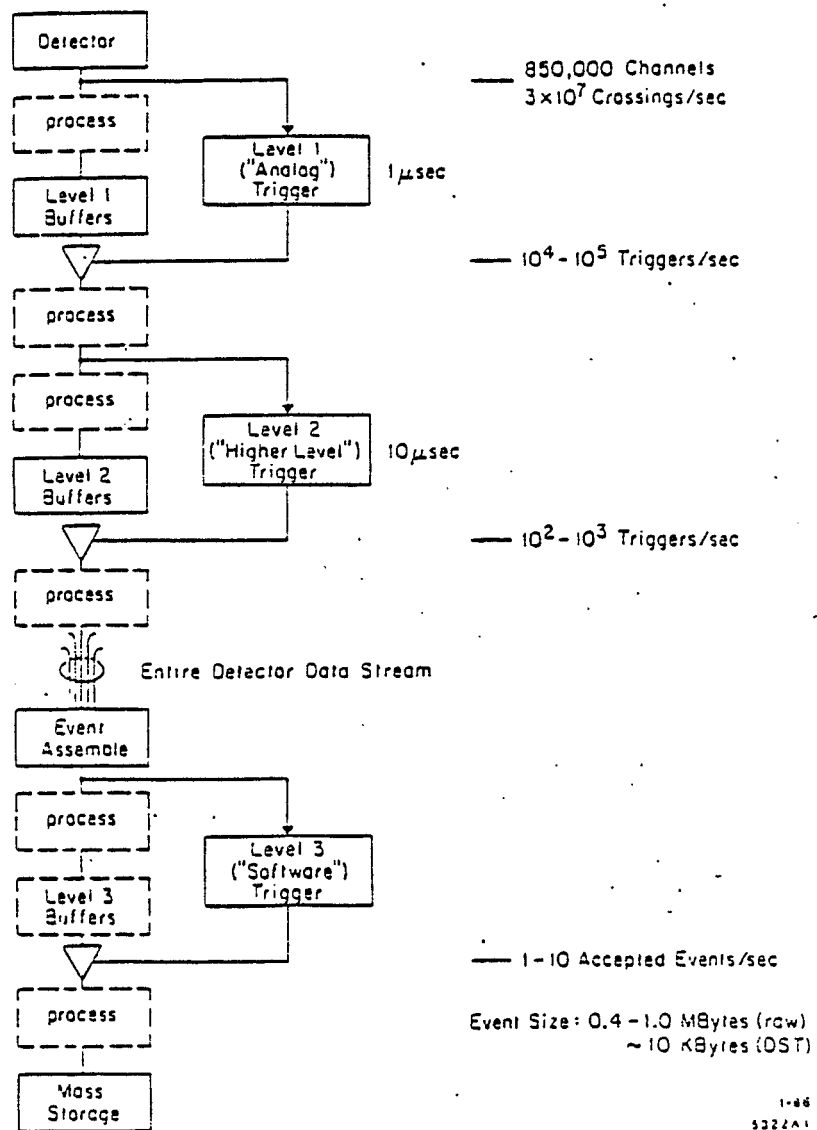 Detector
850,000 Channels
3×10⁷ Crossings/sec
process
Level 1
("Analog")
Trigger
1 μsec
Level 1
Buffers
10⁴ – 10⁵ Triggers/sec
process
process
Level 2
("Higher Level")
Trigger
10 μsec
Level 2
Buffers
10² – 10³ Triggers/sec
process
Entire Detector Data Stream
Event
Assemble
process
Level 3
("Software")
Trigger
Level 3
Buffers
1-10 Accepted Events/sec
process
Event Size: 0.4 – 1.0 MBytes (raw)
~ 10 KBytes (DST)
Mass
Storage
1-86
5322A1